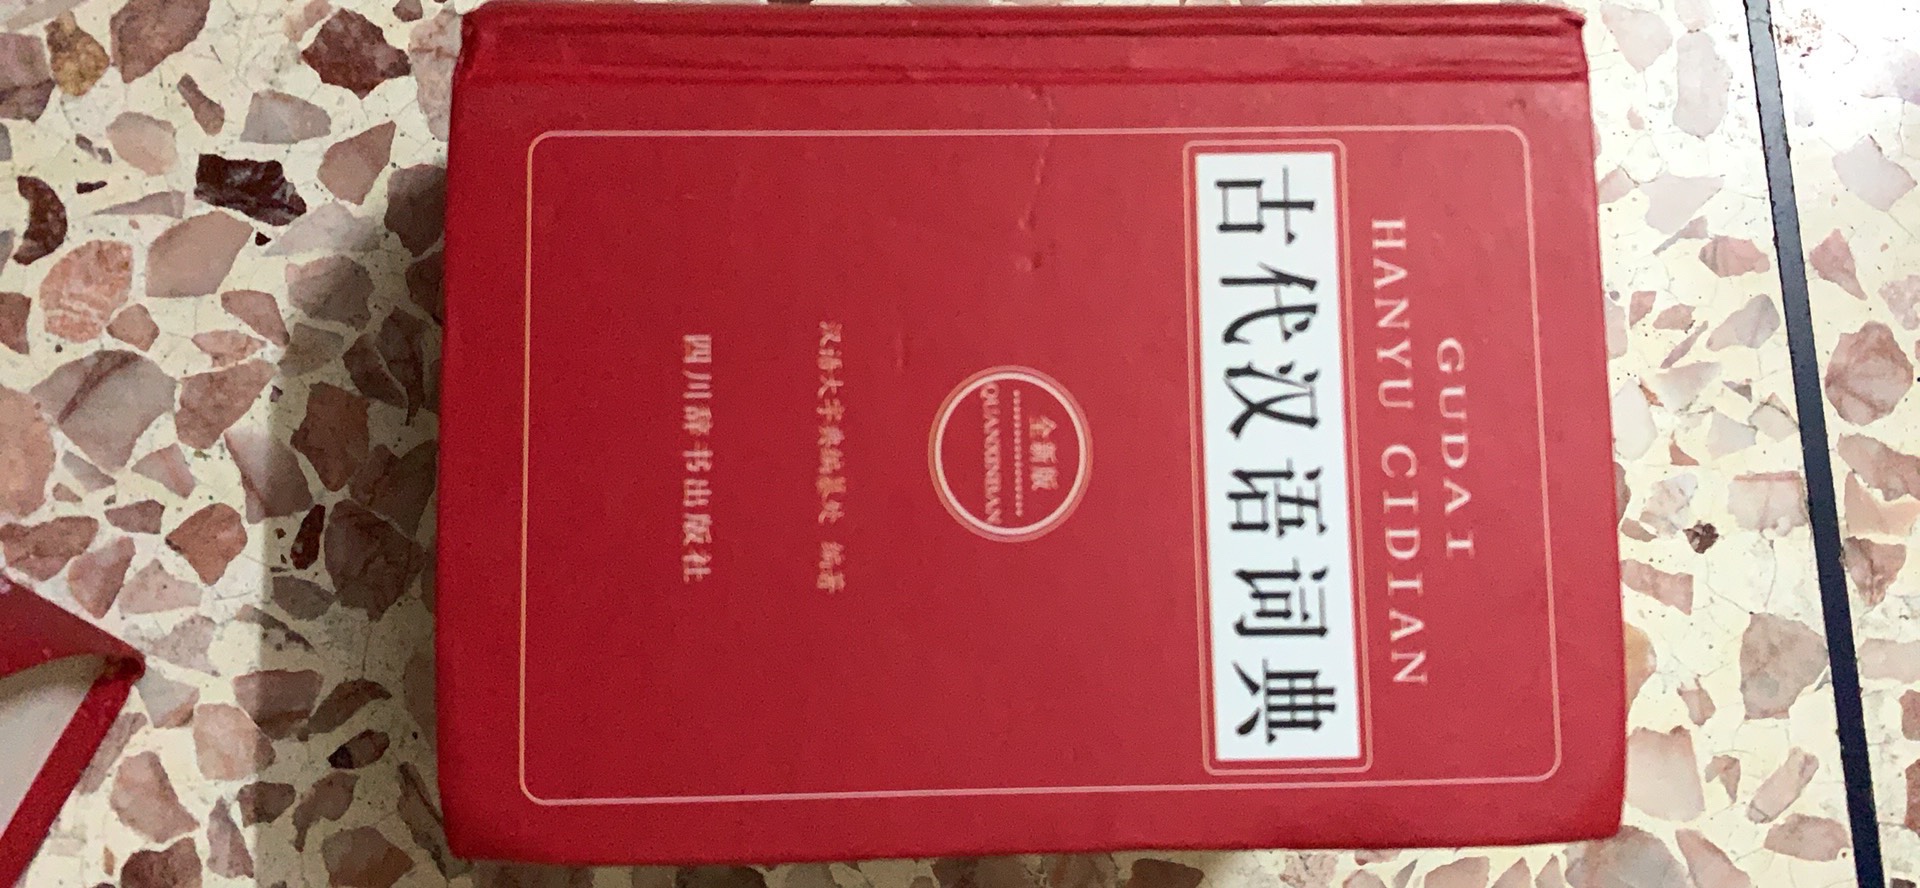 GUDAI
HANYU CIDIAN
古代汉语词典
全新版
QUANXINBAN
汉语大字典编纂处 编著
四川辞书出版社